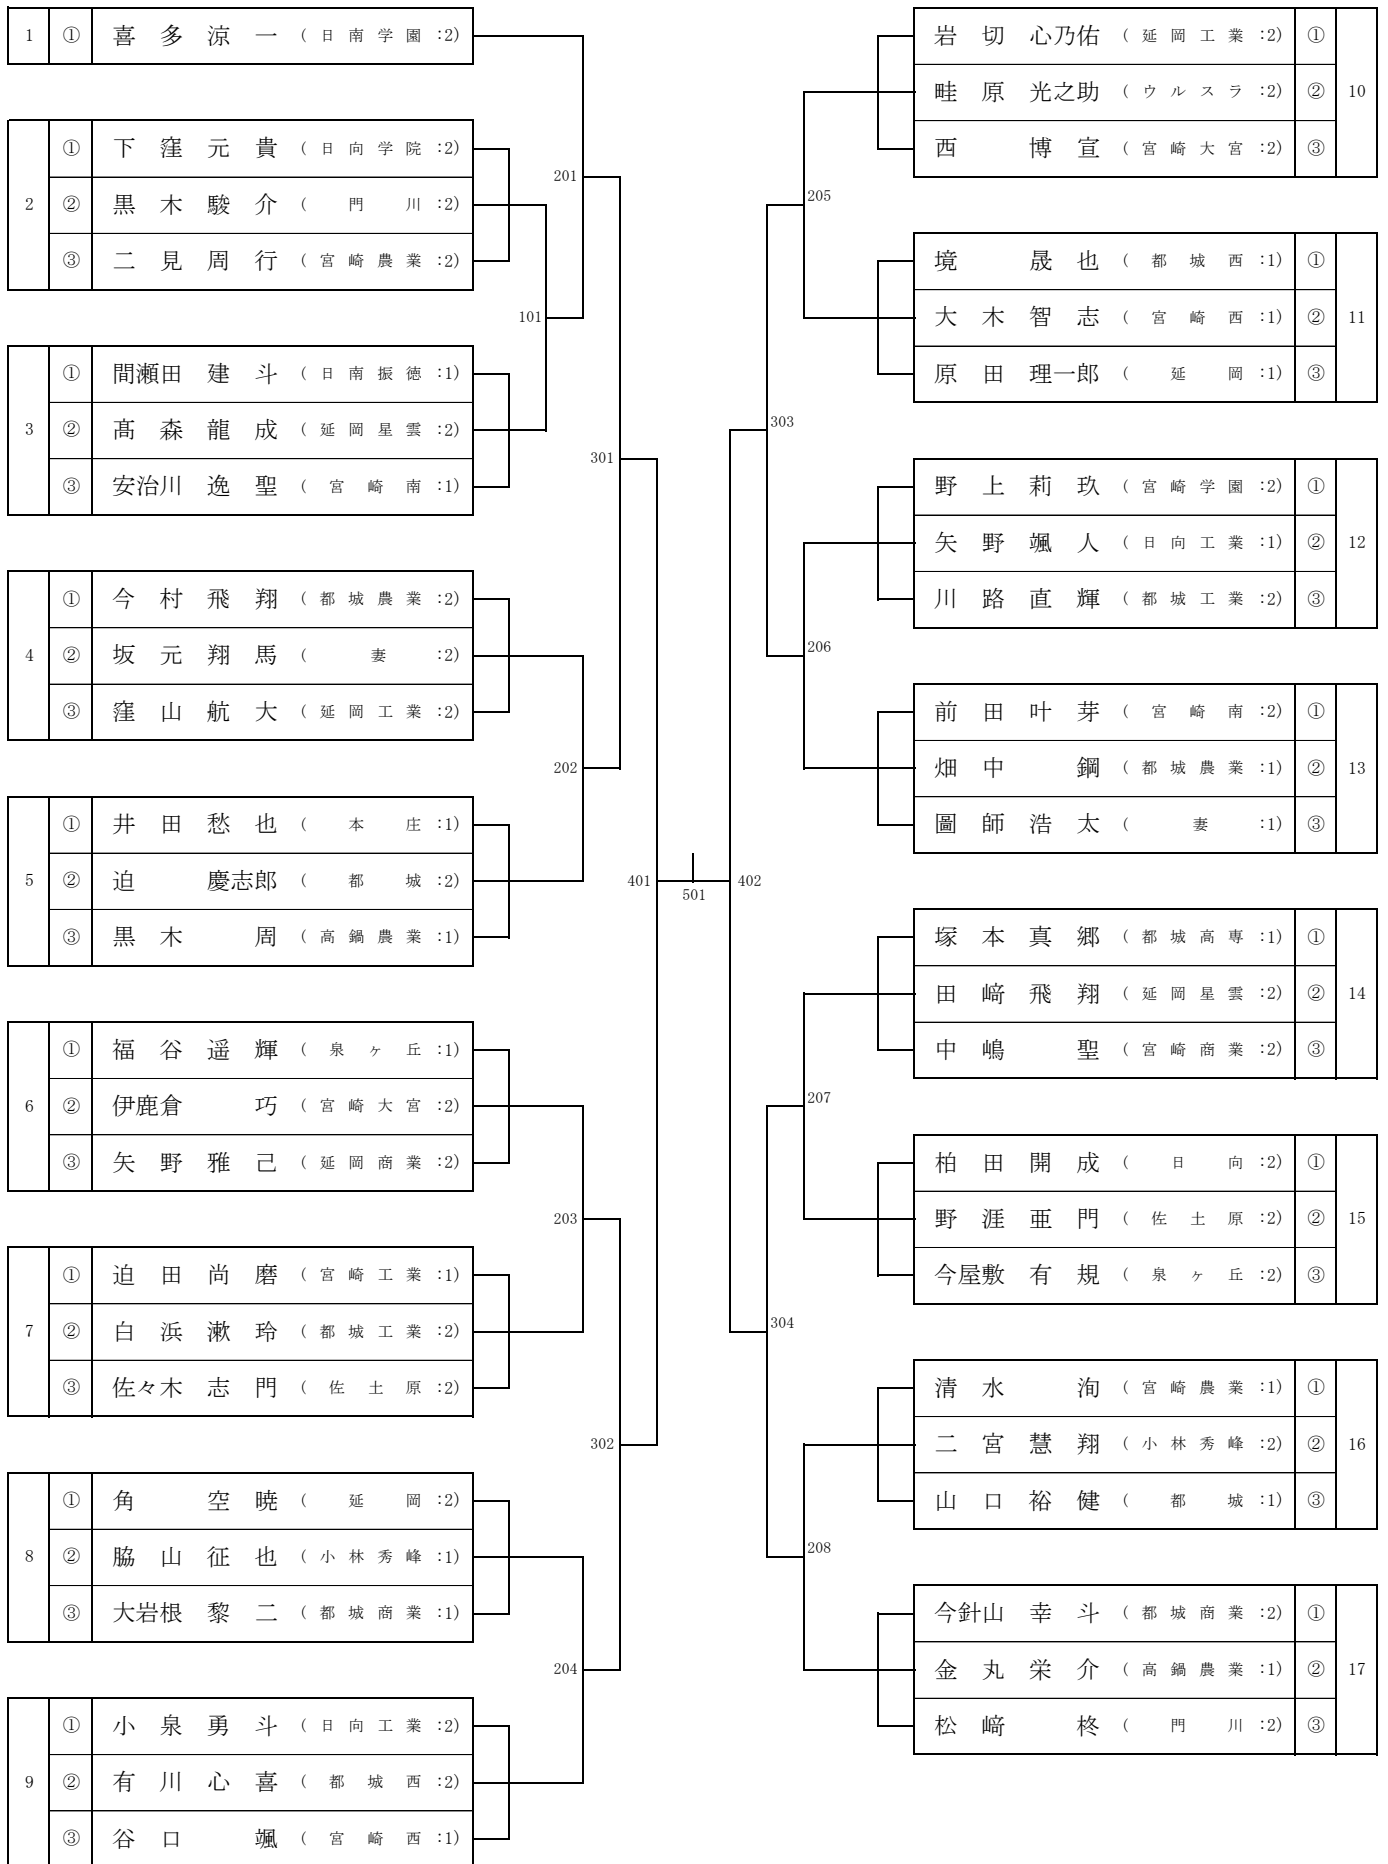 1 ① 喜多涼一 (日南学園:2)
2
① 下窪元貴 (日向学院:2)
② 黒木駿介 (門川:2)
③ 二見周行 (宮崎農業:2)
3
① 間瀬田建斗 (日南振徳:1)
② 髙森龍成 (延岡星雲:2)
③ 安治川逸聖 (宮崎南:1)
4
① 今村飛翔 (都城農業:2)
② 坂元翔馬 (妻:2)
③ 窪山航大 (延岡工業:2)
5
① 井田愁也 (本庄:1)
② 迫慶志郎 (都城:2)
③ 黒木周 (高鍋農業:1)
6
① 福谷遥輝 (泉ヶ丘:1)
② 伊鹿倉巧 (宮崎大宮:2)
③ 矢野雅己 (延岡商業:2)
7
① 迫田尚磨 (宮崎工業:1)
② 白浜漱玲 (都城工業:2)
③ 佐々木志門 (佐土原:2)
8
① 角空暁 (延岡:2)
② 脇山征也 (小林秀峰:1)
③ 大岩根黎二 (都城商業:1)
9
① 小泉勇斗 (日向工業:2)
② 有川心喜 (都城西:2)
③ 谷口颯 (宮崎西:1)
101
201
202
203
204
301
302
401
501
402
303
304
205
206
207
208
岩切心乃佑 (延岡工業:2) ①
畦原光之助 (ウルスラ:2) ②
西博宣 (宮崎大宮:2) ③
10
境晟也 (都城西:1) ①
大木智志 (宮崎西:1) ②
原田理一郎 (延岡:1) ③
11
野上莉玖 (宮崎学園:2) ①
矢野颯人 (日向工業:1) ②
川路直輝 (都城工業:2) ③
12
前田叶芽 (宮崎南:2) ①
畑中鋼 (都城農業:1) ②
圖師浩太 (妻:1) ③
13
塚本真郷 (都城高専:1) ①
田﨑飛翔 (延岡星雲:2) ②
中嶋聖 (宮崎商業:2) ③
14
柏田開成 (日向:2) ①
野涯亜門 (佐土原:2) ②
今屋敷有規 (泉ヶ丘:2) ③
15
清水洵 (宮崎農業:1) ①
二宮慧翔 (小林秀峰:2) ②
山口裕健 (都城:1) ③
16
今針山幸斗 (都城商業:2) ①
金丸栄介 (高鍋農業:1) ②
松﨑柊 (門川:2) ③
17